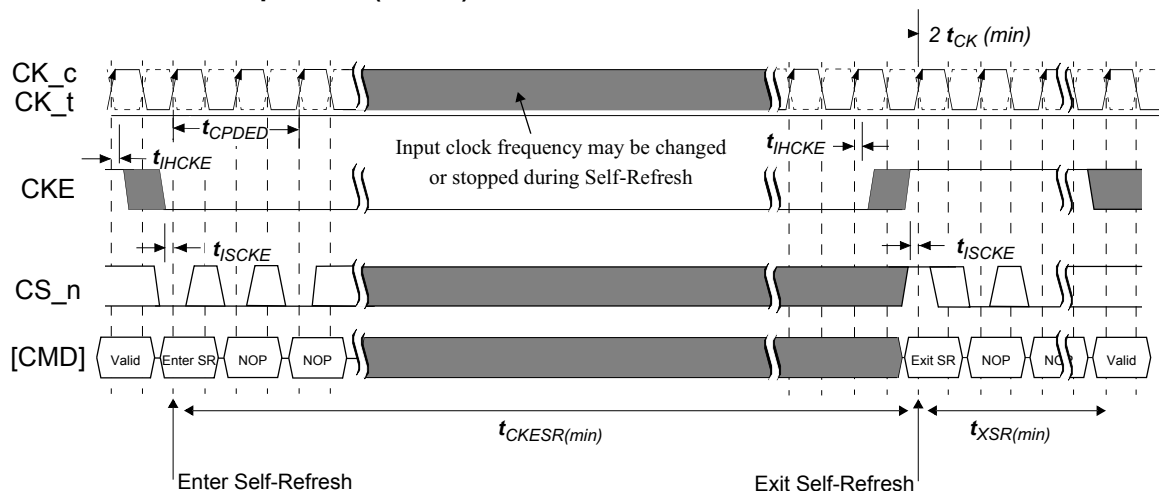 2 tCK (min)
CK_c
CK_t
tCPDED
tIHCKE
Input clock frequency may be changed
or stopped during Self-Refresh
tIHCKE
CKE
tISCKE
tISCKE
CS_n
[CMD]
Valid
Enter SR
NOP
NOP
Exit SR
NOP
NOP
Valid
tCKESR(min)
tXSR(min)
Enter Self-Refresh
Exit Self-Refresh